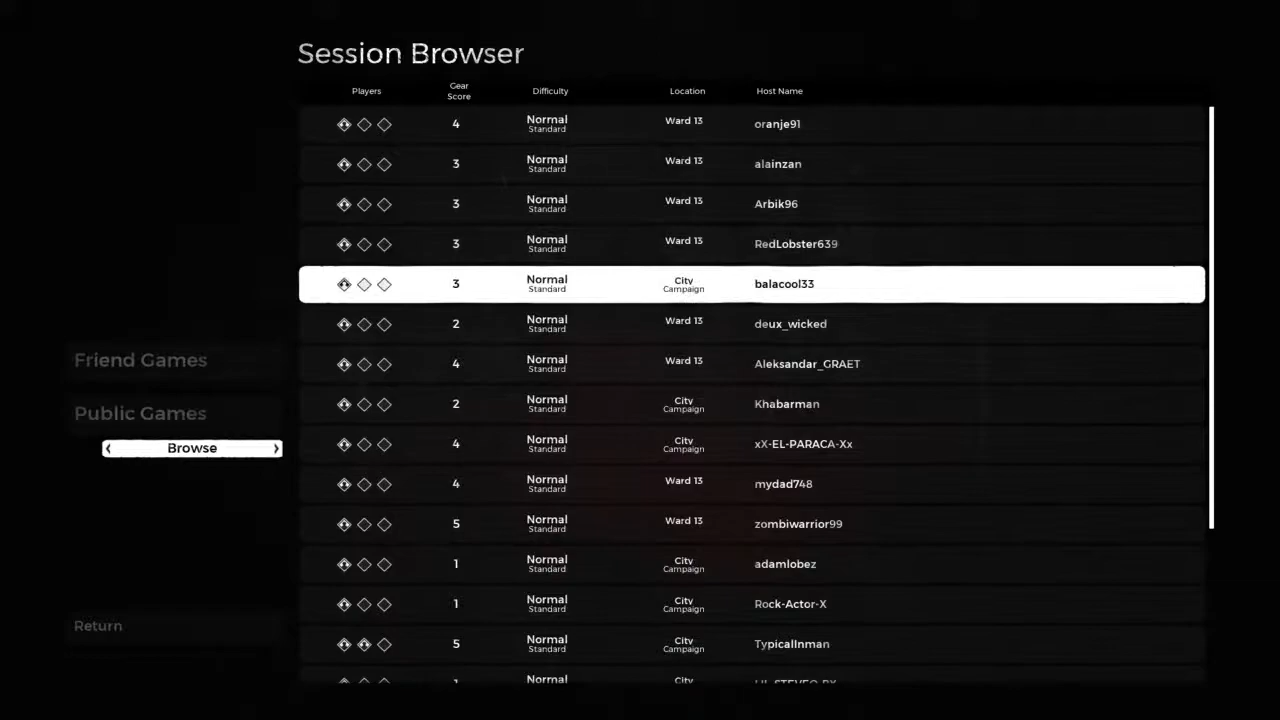 Session Browser
Players Gear Score Difficulty Location Host Name
4 Normal Standard Ward 13 oranje91
3 Normal Standard Ward 13 alainzan
3 Normal Standard Ward 13 Arbik96
3 Normal Standard Ward 13 RedLobster639
3 Normal Standard City Campaign balacool33
2 Normal Standard Ward 13 deux_wicked
4 Normal Standard Ward 13 Aleksandar_GRAET
2 Normal Standard City Campaign Khabarman
4 Normal Standard City Campaign xX-EL-PARACA-Xx
4 Normal Standard Ward 13 mydad748
5 Normal Standard Ward 13 zombiwarrior99
1 Normal Standard City Campaign adamlobez
1 Normal Standard City Campaign Rock-Actor-X
5 Normal Standard City Campaign TypicalInman
Normal City
Friend Games
Public Games
Browse
Return